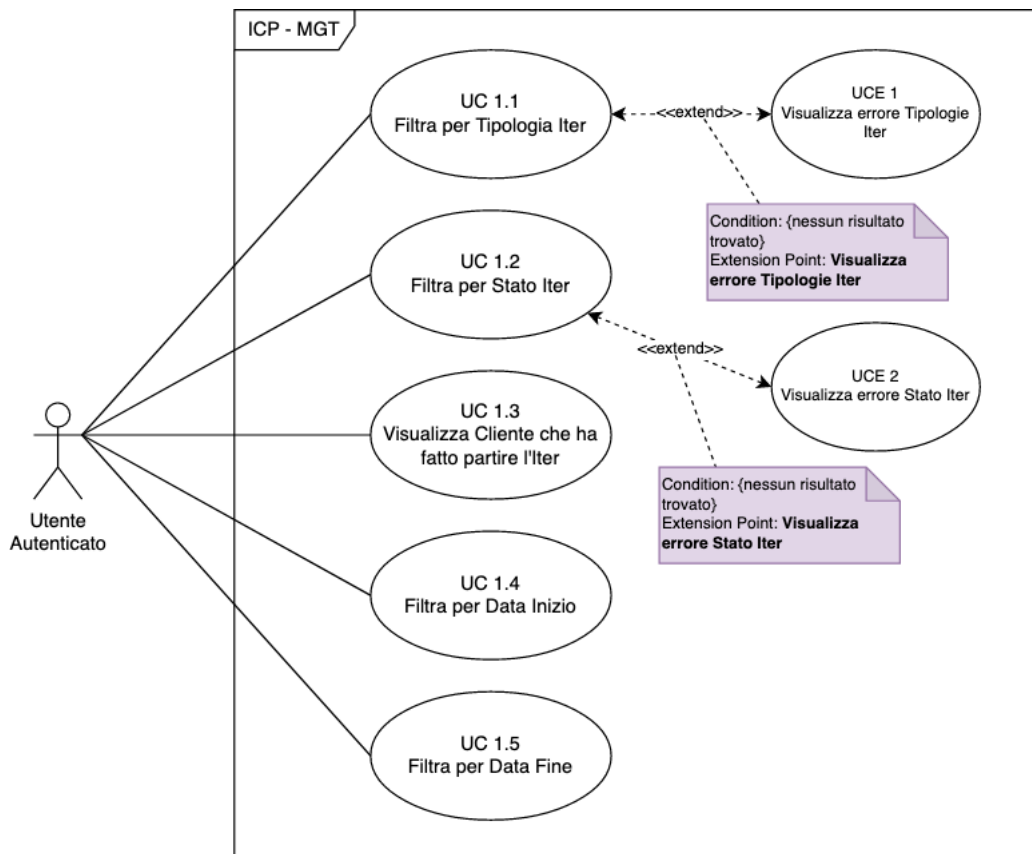 ICP - MGT
UC 1.1
Filtra per Tipologia Iter
<<extend>>
UCE 1
Visualizza errore Tipologie
Iter
Condition: {nessun risultato
trovato}
Extension Point: Visualizza
errore Tipologie Iter
UC 1.2
Filtra per Stato Iter
<<extend>>
UCE 2
Visualizza errore Stato Iter
Condition: {nessun risultato
trovato}
Extension Point: Visualizza
errore Stato Iter
UC 1.3
Visualizza Cliente che ha
fatto partire l'Iter
Utente
Autenticato
UC 1.4
Filtra per Data Inizio
UC 1.5
Filtra per Data Fine